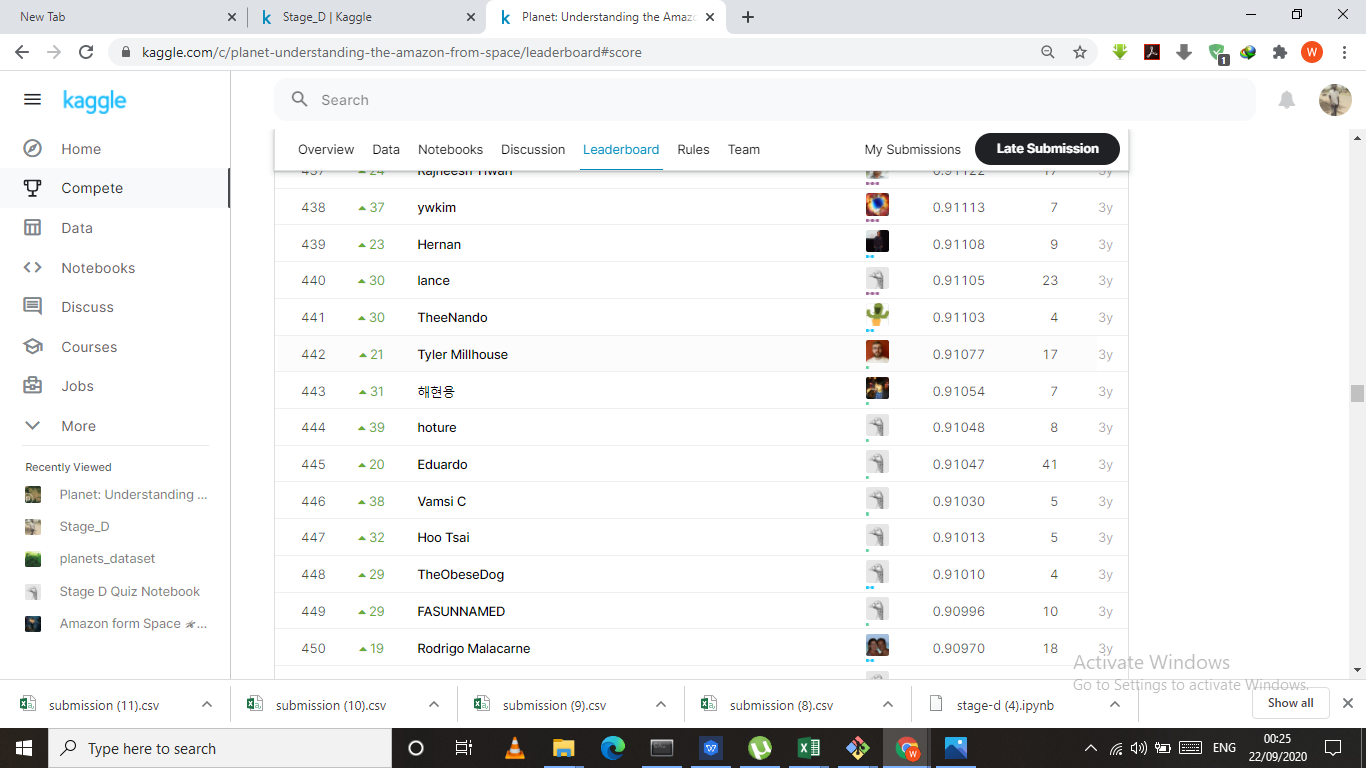 New Tab
Stage_D | Kaggle
Planet: Understanding the Amazo
kaggle.com/c/planet-understanding-the-amazon-from-space/leaderboard#score
1
W
kaggle
Search
Home
Compete
Data
Notebooks
Discuss
Courses
Jobs
More
Recently Viewed
Planet: Understanding ...
Stage_D
planets_dataset
Stage D Quiz Notebook
Amazon form Space ...
Overview Data Notebooks Discussion Leaderboard Rules Team My Submissions Late Submission
437 24 Rajneesh Tiwari 0.91122 17 3y
438 37 ywkim 0.91113 7 3y
439 23 Hernan 0.91108 9 3y
440 30 lance 0.91105 23 3y
441 30 TheeNando 0.91103 4 3y
442 21 Tyler Millhouse 0.91077 17 3y
443 31 해현용 0.91054 7 3y
444 39 hoture 0.91048 8 3y
445 20 Eduardo 0.91047 41 3y
446 38 Vamsi C 0.91030 5 3y
447 32 Hoo Tsai 0.91013 5 3y
448 29 TheObeseDog 0.91010 4 3y
449 29 FASUNNAMED 0.90996 10 3y
450 19 Rodrigo Malacarne 0.90970 18 3y
Activate Windows
Go to Settings to activate Windows.
submission (11).csv
submission (10).csv
submission (9).csv
submission (8).csv
stage-d (4).ipynb
Show all
Type here to search
W
ENG
00:25
22/09/2020